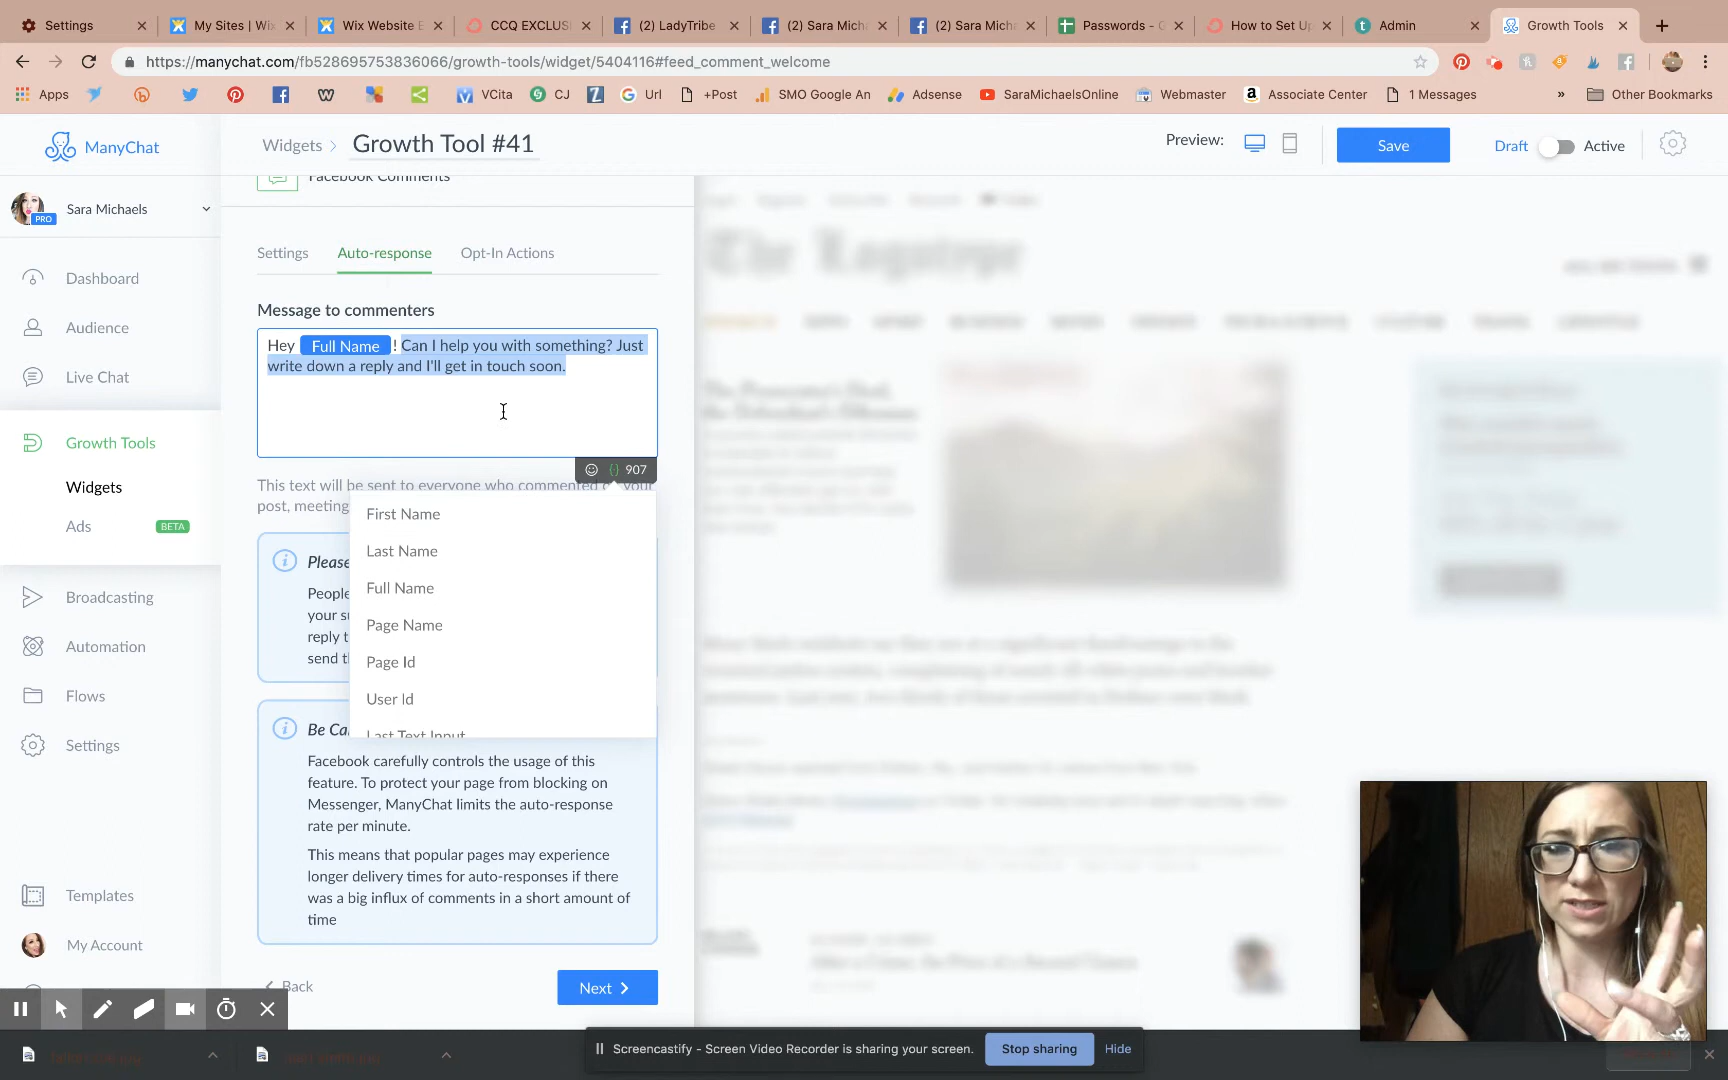 Settings
My Sites | Wix
Wix Website E
CCQ EXCLUS
(2) LadyTribe
(2) Sara Micha
(2) Sara Mich
Passwords - G
How to Set Up
Admin
Growth Tools
https://manychat.com/fb528695753836066/growth-tools/widget/5404116#feed_comment_welcome
Apps
VCita
CJ
Url
+Post
SMO Google An
Adsense
SaraMichaelsOnline
Webmaster
Associate Center
1 Messages
»
Other Bookmarks
ManyChat
Widgets
Growth Tool #41
Preview:
Save
Draft
Active
PRO
Sara Michaels
Dashboard
Audience
Live Chat
Growth Tools
Widgets
Ads
BETA
Broadcasting
Automation
Flows
Settings
Templates
My Account
Facebook Comments
Settings
Auto-response
Opt-In Actions
Message to commenters
Hey Full Name ! Can I help you with something? Just
write down a reply and I'll get in touch soon.
907
This text will be sent to everyone who commented on your
post, meeting
First Name
Last Name
Full Name
Page Name
Page Id
User Id
Last Text Input
Please
People
your su
reply t
send th
Be Ca
Facebook carefully controls the usage of this
feature. To protect your page from blocking on
Messenger, ManyChat limits the auto-response
rate per minute.
This means that popular pages may experience
longer delivery times for auto-responses if there
was a big influx of comments in a short amount of
time
Back
Next
Screencastify - Screen Video Recorder is sharing your screen.
Stop sharing
Hide